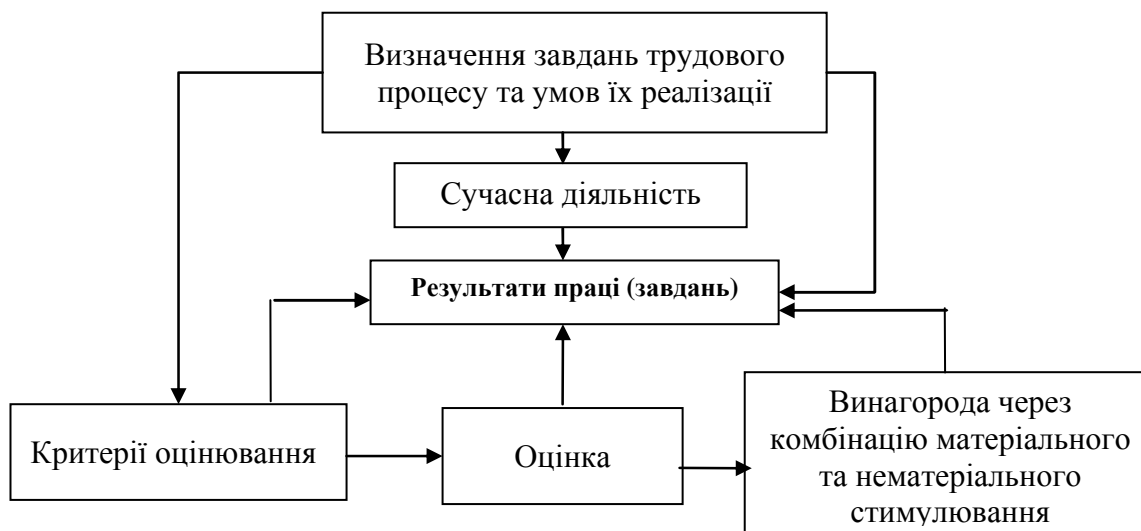 Визначення завдань трудового
процесу та умов їх реалізації
Сучасна діяльність
Результати праці (завдань)
Критерії оцінювання
Оцінка
Винагорода через
комбінацію матеріального
та нематеріального
стимулювання